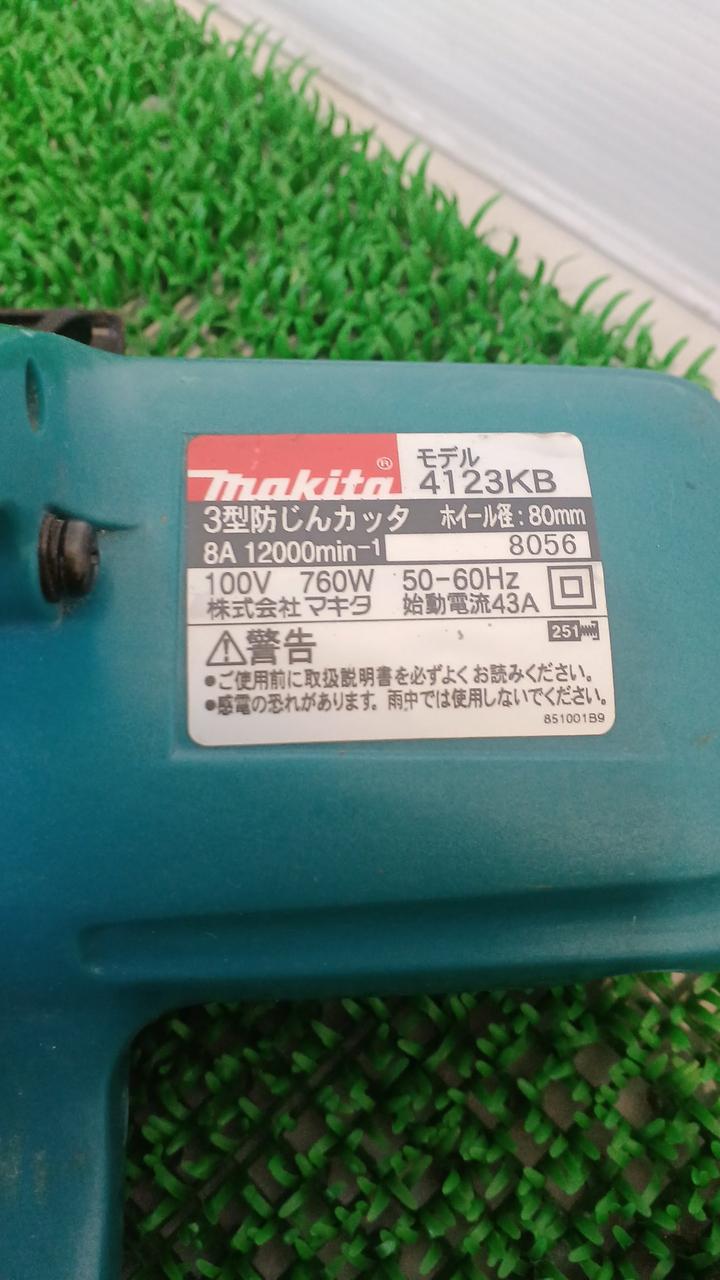 makita®
モデル
4123KB
3型防じんカッタ ホイール径:80mm
8A 12000min-1 8056
100V 760W 50-60Hz
株式会社マキタ 始動電流43A
251
警告
●ご使用前に取扱説明書を必ずよくお読みください。
●感電の恐れがあります。雨中では使用しないでください。
851001B9